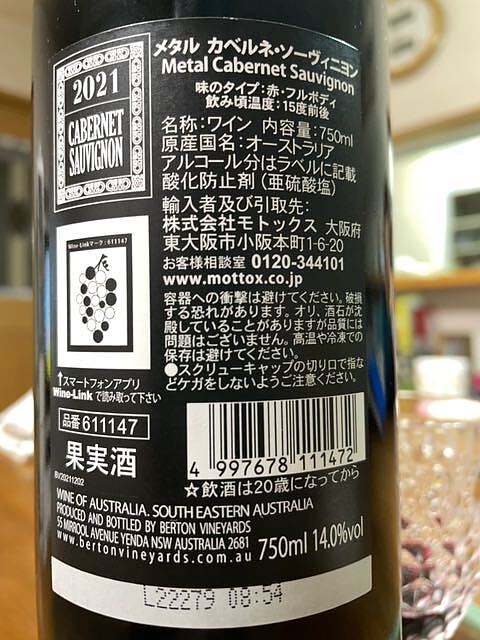 メタル カベルネ・ソーヴィニヨン
Metal Cabernet Sauvignon
2021
CABERNET
SAUVIGNON
味のタイプ:赤・フルボディ
飲み頃温度:15度前後
名称:ワイン 内容量:750ml
原産国名:オーストラリア
アルコール分はラベルに記載
酸化防止剤(亜硫酸塩)
輸入者及び引取先:
株式会社モトックス 大阪府
東大阪市小阪本町1-6-20
お客様相談室 0120-344101
www.mottox.co.jp
容器への衝撃は避けてください。破損
する恐れがあります。オリ、酒石が沈
殿していることがありますが品質には
問題はございません。高温や冷凍での
保存は避けてください。
●スクリューキャップの切り口で指な
どケガをしないようご注意ください。
Wine-Linkマーク:611147
↑スマートフォンアプリ
Wine-Link で読み取って下さい
品番 611147
果実酒
BV20211202
4 997678 111472
☆飲酒は20歳になってから
WINE OF AUSTRALIA. SOUTH EASTERN AUSTRALIA
PRODUCED AND BOTTLED BY BERTON VINEYARDS
55 MIRROOL AVENUE YENDA NSW AUSTRALIA 2681
www.bertonvineyards.com.au
750ml 14.0%vol
L22279 08:54